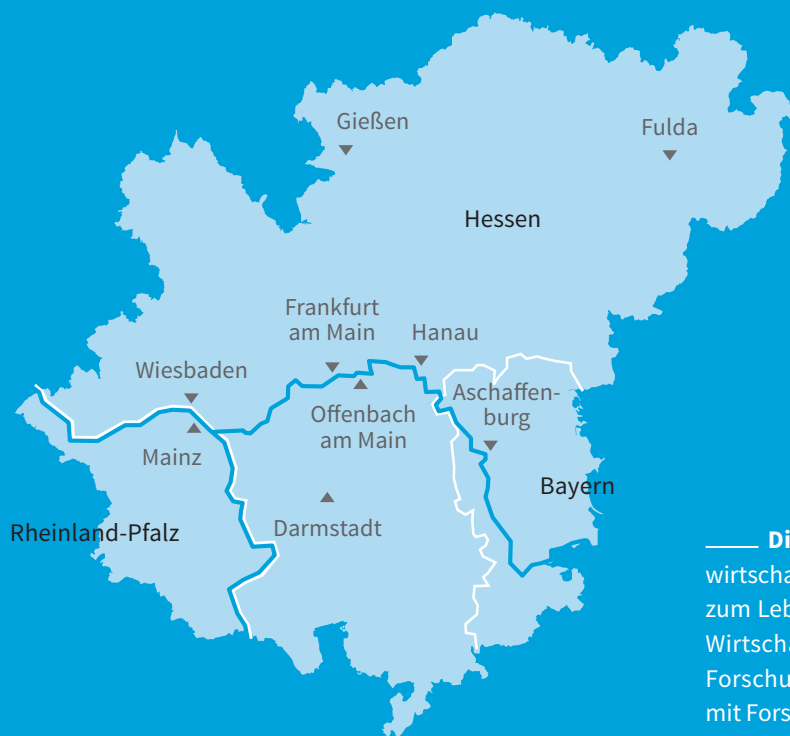 Gießen
Fulda
Hessen
Frankfurt
am Main
Hanau
Wiesbaden
Aschaffen-
burg
Offenbach
am Main
Mainz
Bayern
Darmstadt
Rheinland-Pfalz
Di
wirtscha
zum Leb
Wirtscha
Forschu
mit Fors